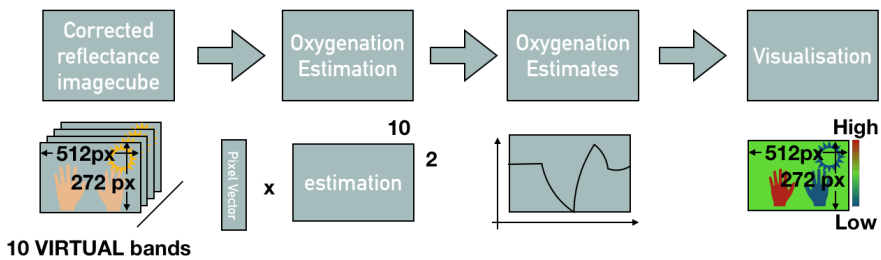 Corrected
reflectance
imagecube
Oxygenation
Estimation
Oxygenation
Estimates
Visualisation
512px
272 px
10 VIRTUAL bands
Pixel Vector
x
estimation
10
2
High
512px
272 px
Low